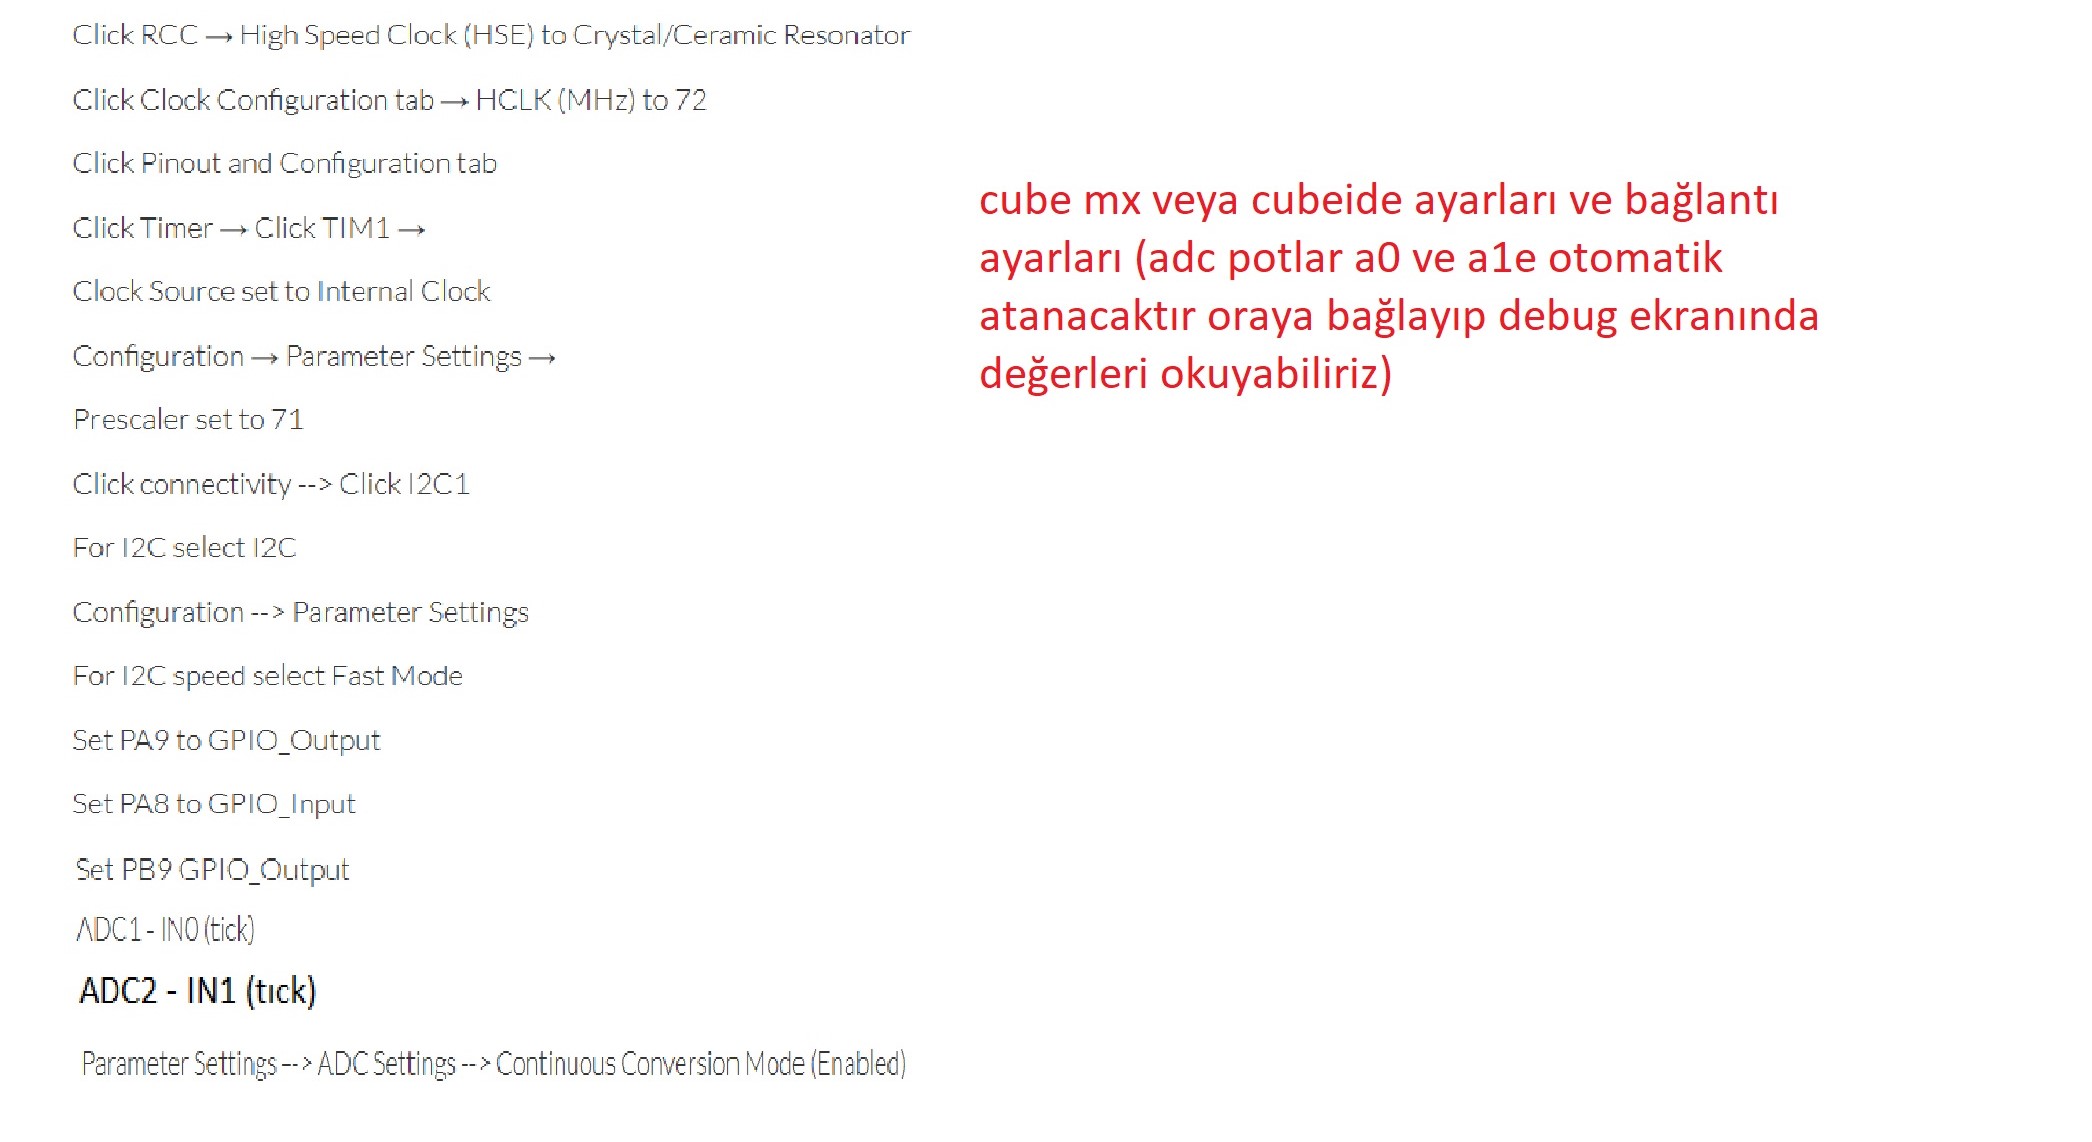 Click RCC → High Speed Clock (HSE) to Crystal/Ceramic Resonator
Click Clock Configuration tab → HCLK (MHz) to 72
Click Pinout and Configuration tab
Click Timer → Click TIM1 →
Clock Source set to Internal Clock
Configuration → Parameter Settings →
Prescaler set to 71
Click connectivity --> Click I2C1
For I2C select I2C
Configuration --> Parameter Settings
For I2C speed select Fast Mode
Set PA9 to GPIO_Output
Set PA8 to GPIO_Input
Set PB9 GPIO_Output
ADC1 - IN0 (tick)
ADC2 - IN1 (tıck)
Parameter Settings --> ADC Settings --> Continuous Conversion Mode (Enabled)
cube mx veya cubeide ayarları ve bağlantı
ayarları (adc potlar a0 ve a1e otomatik
atanacaktır oraya bağlayıp debug ekranında
değerleri okuyabiliriz)